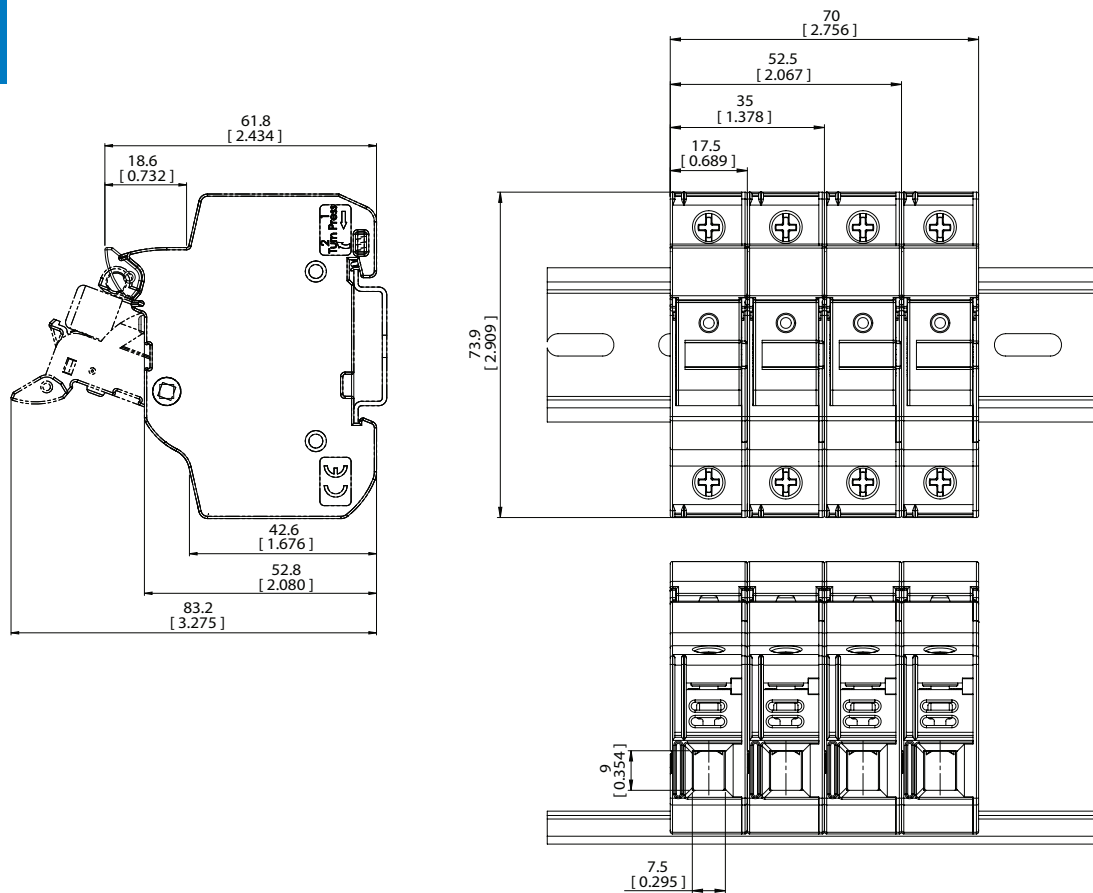 70
[ 2.756 ]
52.5
[ 2.067 ]
35
[ 1.378 ]
17.5
[ 0.689 ]
61.8
[ 2.434 ]
18.6
[ 0.732 ]
1 Press
2 Turn
73.9
[ 2.909 ]
CE
42.6
[ 1.676 ]
52.8
[ 2.080 ]
83.2
[ 3.275 ]
9
[ 0.354 ]
7.5
[ 0.295 ]